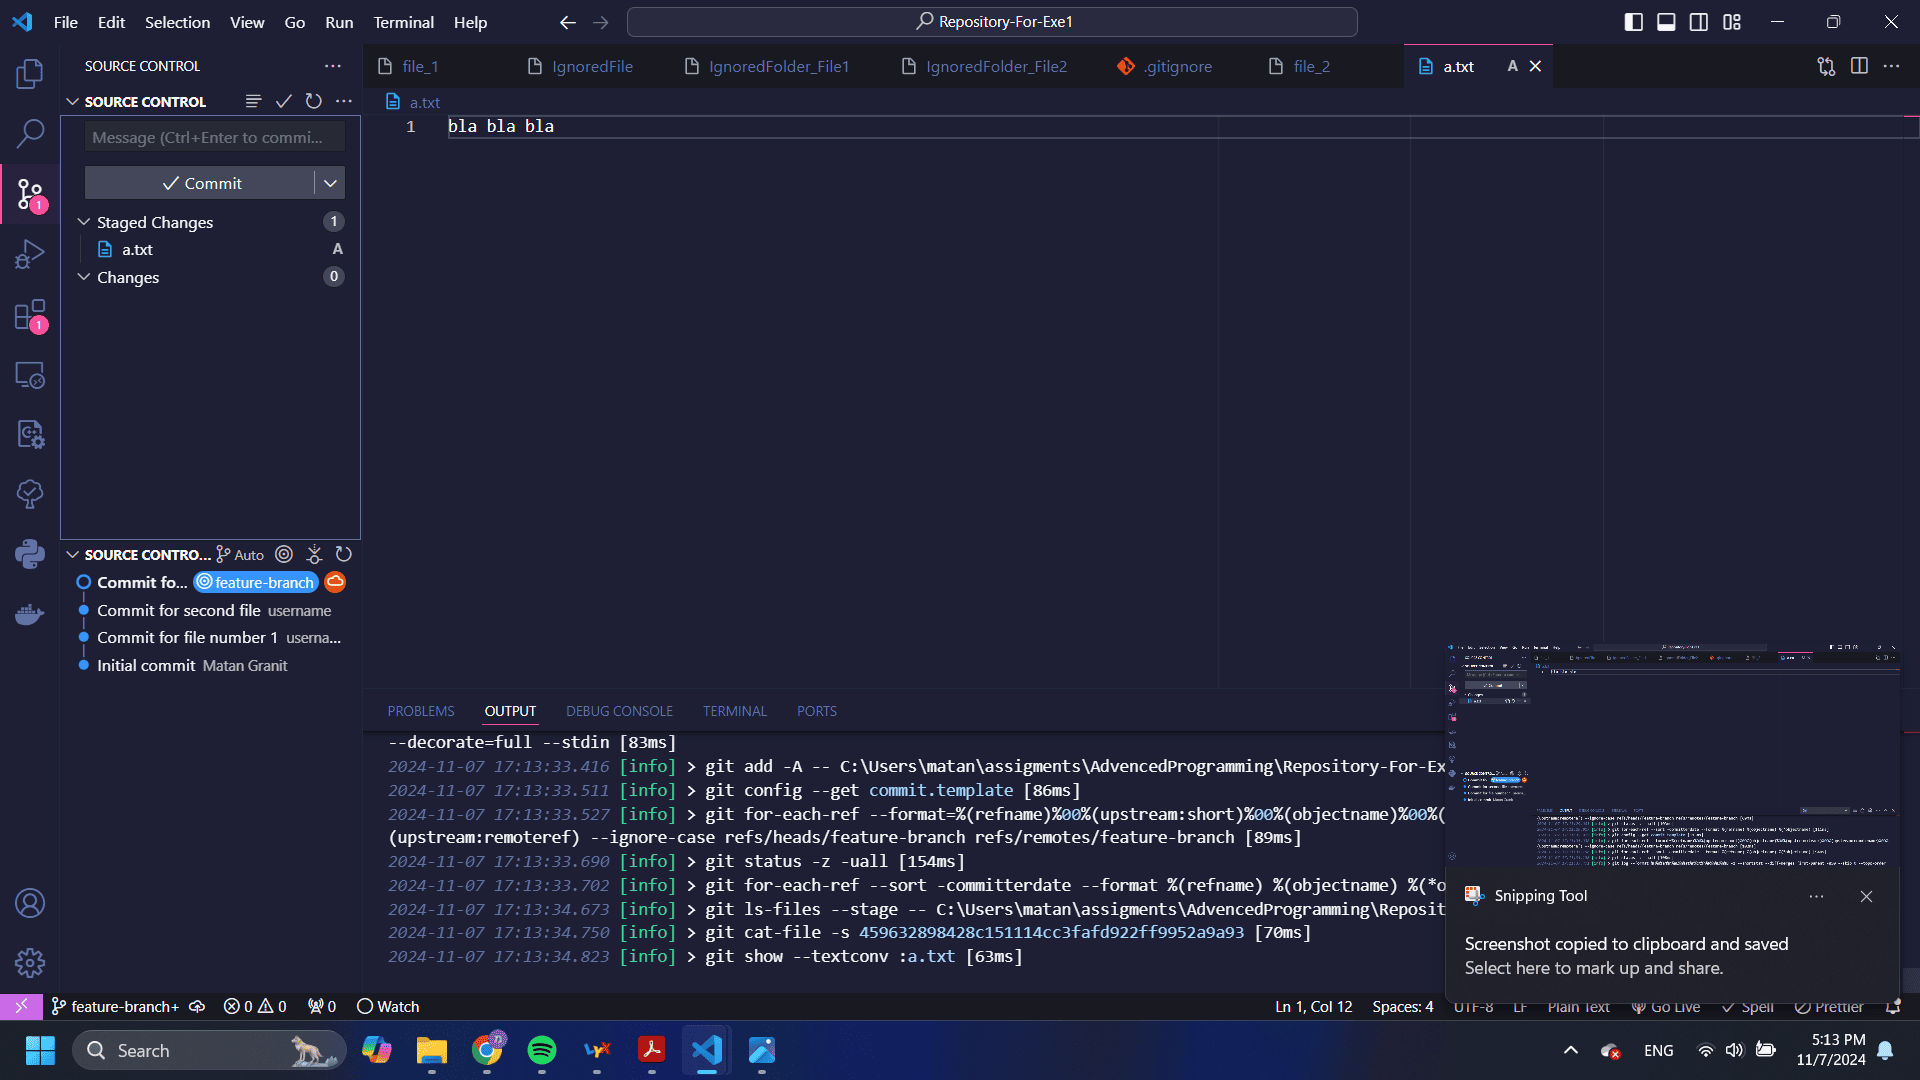 File Edit Selection View Go Run Terminal Help
Repository-For-Exe1
SOURCE CONTROL
file_1
IgnoredFile
IgnoredFolder_File1
IgnoredFolder_File2
.gitignore
file_2
a.txt A
SOURCE CONTROL
a.txt
1 bla bla bla
Message (Ctrl+Enter to commi...
Commit
Staged Changes 1
a.txt A
Changes 0
1
1
SOURCE CONTRO... Auto
Commit fo... feature-branch
Commit for second file username
Commit for file number 1 userna...
Initial commit Matan Granit
PROBLEMS OUTPUT DEBUG CONSOLE TERMINAL PORTS
--decorate=full --stdin [83ms]
2024-11-07 17:13:33.416 [info] > git add -A -- C:\Users\matan\assigments\AdvencedProgramming\Repository-For-Ex
2024-11-07 17:13:33.511 [info] > git config --get commit.template [86ms]
2024-11-07 17:13:33.527 [info] > git for-each-ref --format=%(refname)%00%(upstream:short)%00%(objectname)%00%(
(upstream:remoteref) --ignore-case refs/heads/feature-branch refs/remotes/feature-branch [89ms]
2024-11-07 17:13:33.690 [info] > git status -z -uall [154ms]
2024-11-07 17:13:33.702 [info] > git for-each-ref --sort -committerdate --format %(refname) %(objectname) %(*o
2024-11-07 17:13:34.673 [info] > git ls-files --stage -- C:\Users\matan\assigments\AdvencedProgramming\Reposit
2024-11-07 17:13:34.750 [info] > git cat-file -s 459632898428c151114cc3fafd922ff9952a9a93 [70ms]
2024-11-07 17:13:34.823 [info] > git show --textconv :a.txt [63ms]
Snipping Tool
Screenshot copied to clipboard and saved
Select here to mark up and share.
feature-branch+ 0 0 0 Watch
Ln 1, Col 12 Spaces: 4 UTF-8 LF Plain Text Go Live Spell Prettier
Search
ENG
5:13 PM
11/7/2024